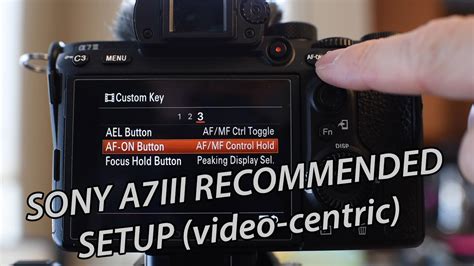 α7III
C3 MENU AF-ON
Custom Key
1 2 3
AEL Button AF/MF Ctrl Toggle
AF-ON Button AF/MF Control Hold
Focus Hold Button Peaking Display Sel.
Fn
SONY A7III RECOMMENDED
SETUP (video-centric)